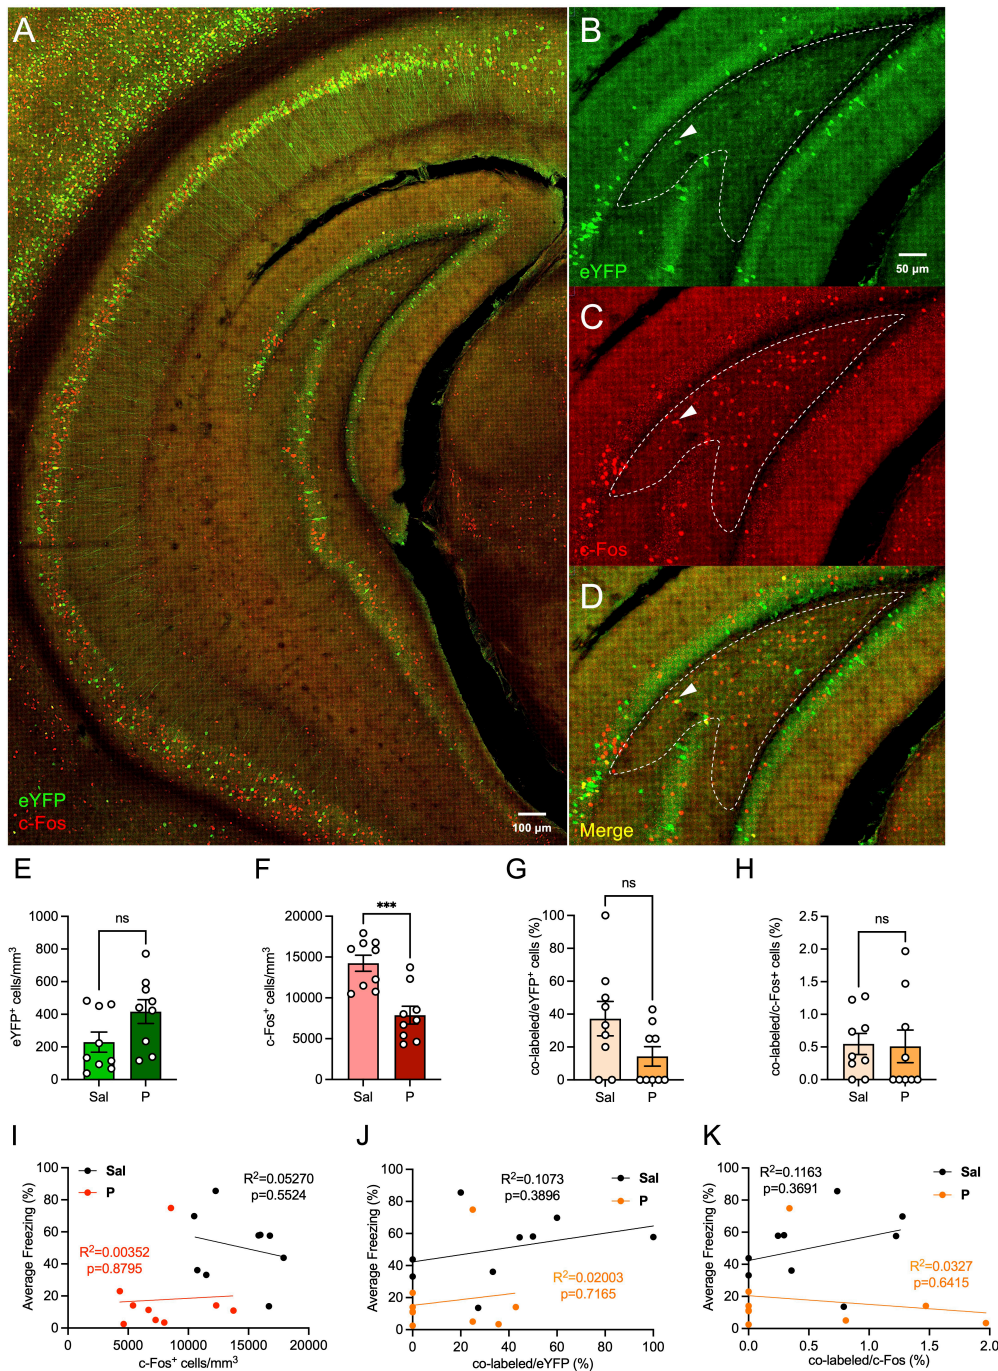 A
eYFP
c-Fos
100 µm
B
eYFP
50 µm
C
c-Fos
D
Merge
E
eYFP⁺ cells/mm³
1000
800
600
400
200
0
ns
Sal
P
F
c-Fos⁺ cells/mm³
20000
15000
10000
5000
0
***
Sal
P
G
co-labeled/eYFP⁺ cells (%)
100
80
60
40
20
0
ns
Sal
P
H
co-labeled/c-Fos+ cells (%)
2.5
2.0
1.5
1.0
0.5
0.0
ns
Sal
P
I
Average Freezing (%)
100
80
60
40
20
0
Sal
P
R²=0.05270
p=0.5524
R²=0.00352
p=0.8795
0 5000 10000 15000 20000
c-Fos⁺ cells/mm³
J
Average Freezing (%)
100
80
60
40
20
0
R²=0.1073
p=0.3896
Sal
P
R²=0.02003
p=0.7165
0 20 40 60 80 100
co-labeled/eYFP (%)
K
Average Freezing (%)
100
80
60
40
20
0
R²=0.1163
p=0.3691
Sal
P
R²=0.0327
p=0.6415
0.0 0.5 1.0 1.5 2.0
co-labeled/c-Fos (%)